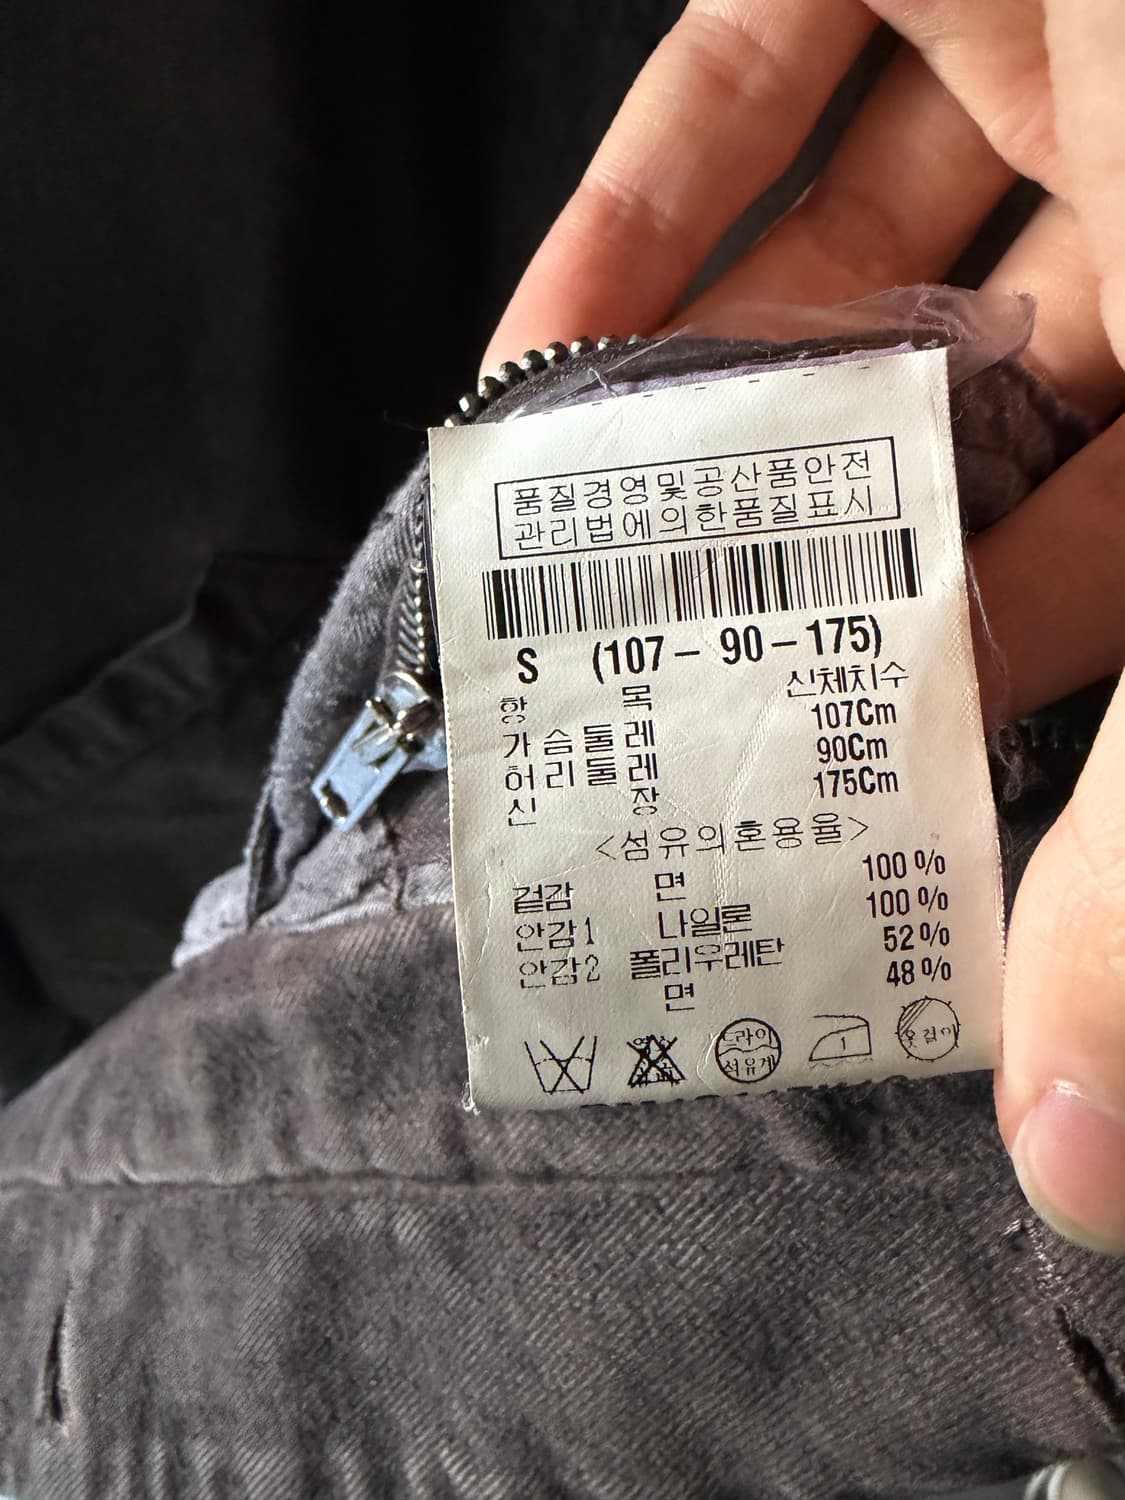 품질경영및공산품안전
관리법에의한품질표시
S (107 - 90 - 175)
항 목 신체치수
가슴둘레 107Cm
허리둘레 90Cm
신 장 175Cm
<섬유의혼용율>
겉감 면 100%
안감1 나일론 100%
안감2 폴리우레탄 52%
면 48%
드라이
석유계
1
옷걸이